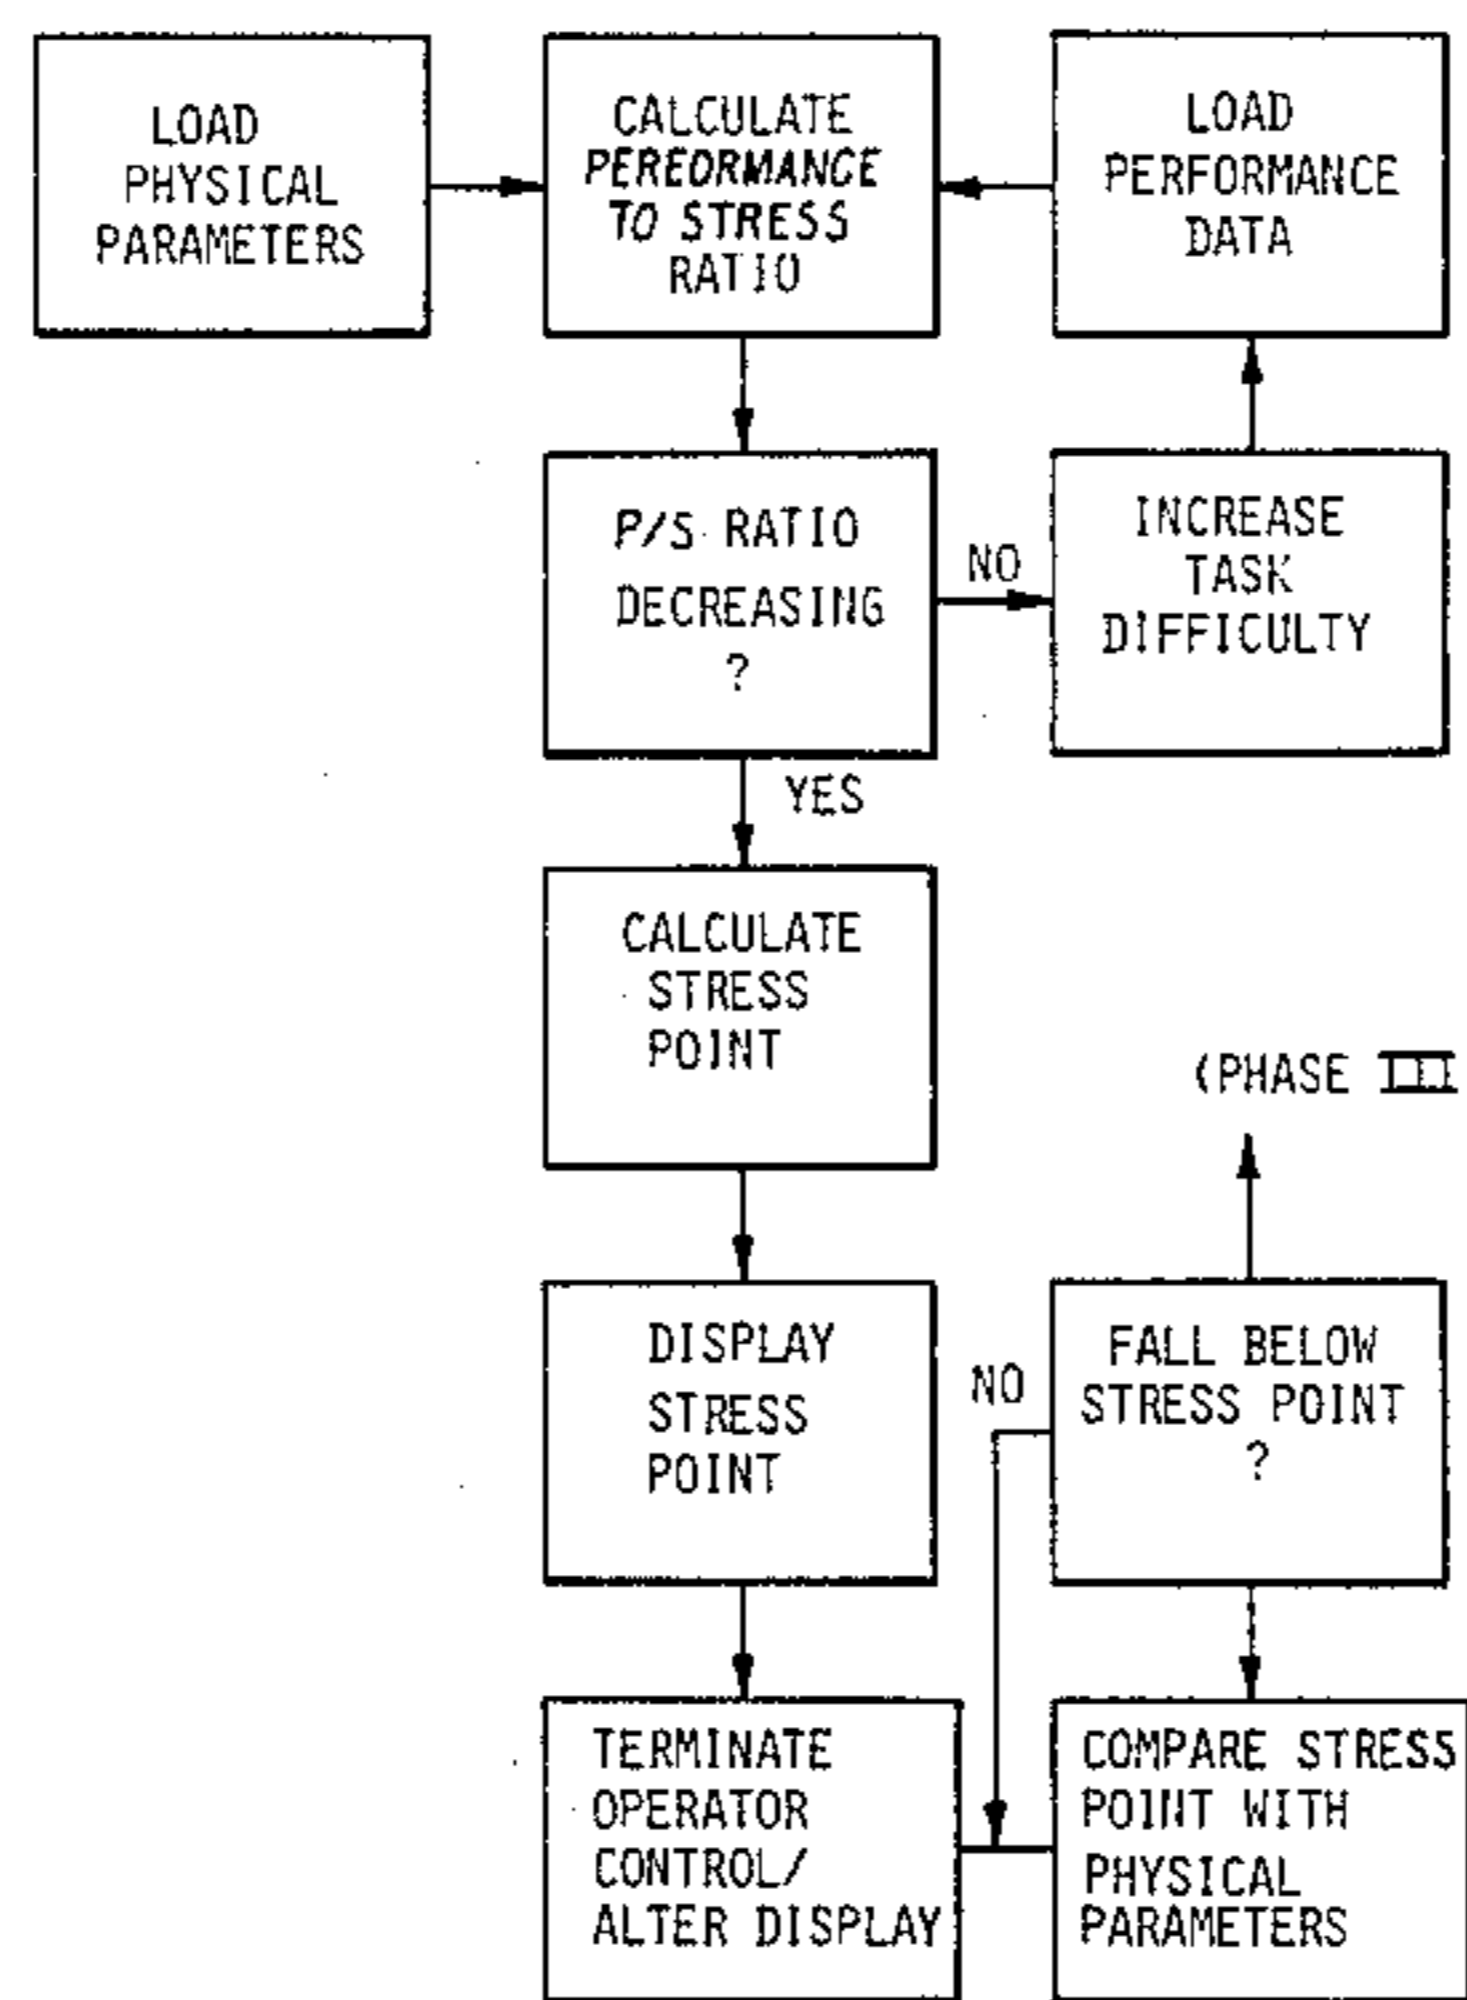 LOAD
PHYSICAL
PARAMETERS
CALCULATE
PEREORMANCE
TO STRESS
RATIO
LOAD
PERFORMANCE
DATA
P/S RATIO
DECREASING
?
NO
INCREASE
TASK
DIFFICULTY
YES
CALCULATE
STRESS
POINT
(PHASE III
DISPLAY
STRESS
POINT
NO
FALL BELOW
STRESS POINT
?
TERMINATE
OPERATOR
CONTROL/
ALTER DISPLAY
COMPARE STRESS
POINT WITH
PHYSICAL
PARAMETERS